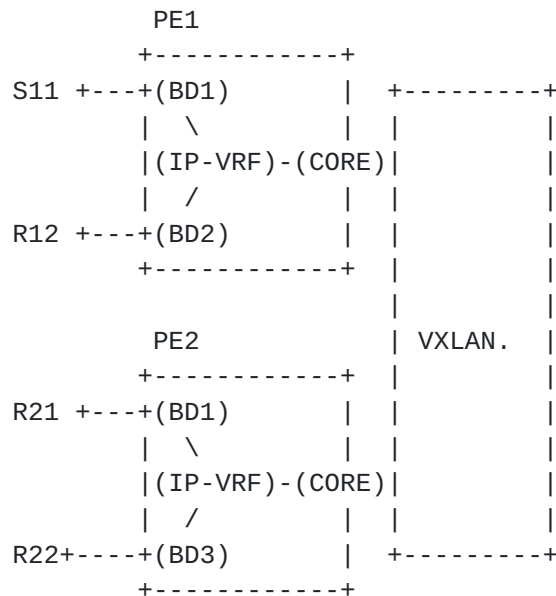 PE1
+------------+
S11 +---+(BD1) | +---------+
| \ | | |
|(IP-VRF)-(CORE)| |
| / | | |
R12 +---+(BD2) | | |
+------------+ | |
| |
PE2 | VXLAN. |
+------------+ | |
R21 +---+(BD1) | | |
| \ | | |
|(IP-VRF)-(CORE)| |
| / | | |
R22+----+(BD3) | +---------+
+------------+